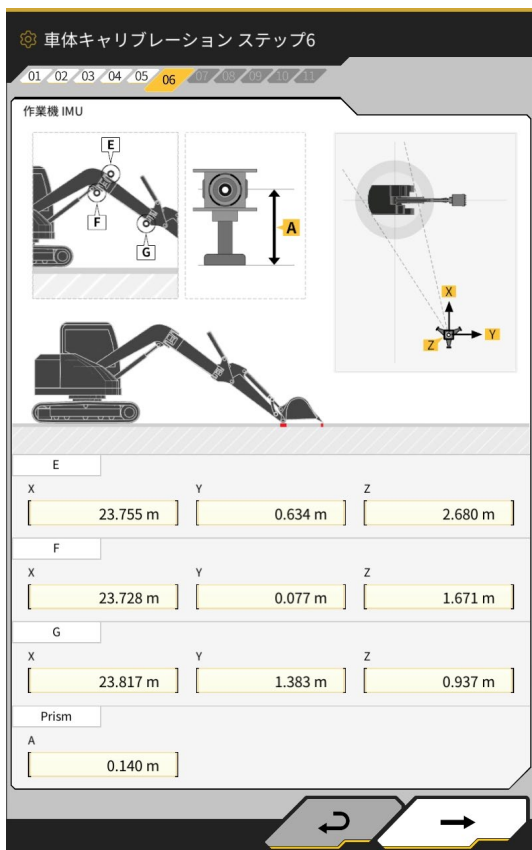 車体キャリブレーション ステップ6
01 02 03 04 05 06 07 08 09 10 11
作業機 IMU
E
F
G
A
X
Y
Z
E
X Y Z
23.755 m 0.634 m 2.680 m
F
X Y Z
23.728 m 0.077 m 1.671 m
G
X Y Z
23.817 m 1.383 m 0.937 m
Prism
A
0.140 m